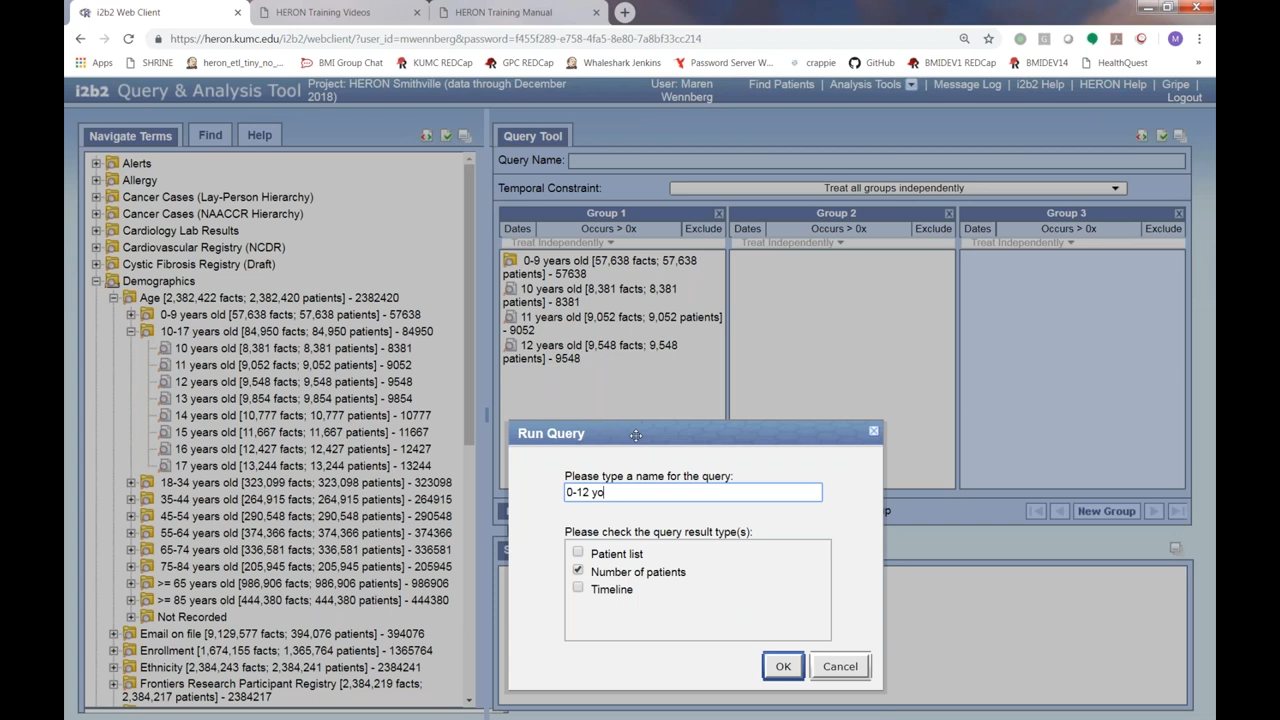 i2b2 Web Client
HERON Training Videos
HERON Training Manual
https://heron.kumc.edu/i2b2/webclient/?user_id=mwennberg&password=f455f289-e758-4fa5-8e80-7a8bf33cc214
M
Apps SHRINE heron_etl_tiny_no_... BMI Group Chat KUMC REDCap GPC REDCap Whaleshark Jenkins Password Server W... crappie GitHub BMIDEV1 REDCap BMIDEV14 HealthQuest »
i2b2 Query & Analysis Tool
Project: HERON Smithville (data through December
2018)
User: Maren
Wennberg
Find Patients Analysis Tools Message Log i2b2 Help HERON Help Gripe
Logout
Navigate Terms Find Help
Alerts
Allergy
Cancer Cases (Lay-Person Hierarchy)
Cancer Cases (NAACCR Hierarchy)
Cardiology Lab Results
Cardiovascular Registry (NCDR)
Cystic Fibrosis Registry (Draft)
Demographics
Age [2,382,422 facts; 2,382,420 patients] - 2382420
0-9 years old [57,638 facts; 57,638 patients] - 57638
10-17 years old [84,950 facts; 84,950 patients] - 84950
10 years old [8,381 facts; 8,381 patients] - 8381
11 years old [9,052 facts; 9,052 patients] - 9052
12 years old [9,548 facts; 9,548 patients] - 9548
13 years old [9,854 facts; 9,854 patients] - 9854
14 years old [10,777 facts; 10,777 patients] - 10777
15 years old [11,667 facts; 11,667 patients] - 11667
16 years old [12,427 facts; 12,427 patients] - 12427
17 years old [13,244 facts; 13,244 patients] - 13244
18-34 years old [323,099 facts; 323,098 patients] - 323098
35-44 years old [264,915 facts; 264,915 patients] - 264915
45-54 years old [290,548 facts; 290,548 patients] - 290548
55-64 years old [374,366 facts; 374,366 patients] - 374366
65-74 years old [336,581 facts; 336,581 patients] - 336581
75-84 years old [205,945 facts; 205,945 patients] - 205945
>= 65 years old [986,906 facts; 986,906 patients] - 986906
>= 85 years old [444,380 facts; 444,380 patients] - 444380
Not Recorded
Email on file [9,129,577 facts; 394,076 patients] - 394076
Enrollment [1,674,155 facts; 1,365,764 patients] - 1365764
Ethnicity [2,384,243 facts; 2,384,241 patients] - 2384241
Frontiers Research Participant Registry [2,384,219 facts;
2,384,217 patients] - 2384217
Query Tool
Query Name:
Temporal Constraint: Treat all groups independently
Group 1
Dates Occurs > 0x Exclude
Treat Independently
0-9 years old [57,638 facts; 57,638
patients] - 57638
10 years old [8,381 facts; 8,381
patients] - 8381
11 years old [9,052 facts; 9,052 patients]
- 9052
12 years old [9,548 facts; 9,548
patients] - 9548
Group 2
Dates Occurs > 0x Exclude
Treat Independently
Group 3
Dates Occurs > 0x Exclude
Treat Independently
New Group
Run Query
Please type a name for the query:
0-12 yo
Please check the query result type(s):
Patient list
Number of patients
Timeline
OK Cancel